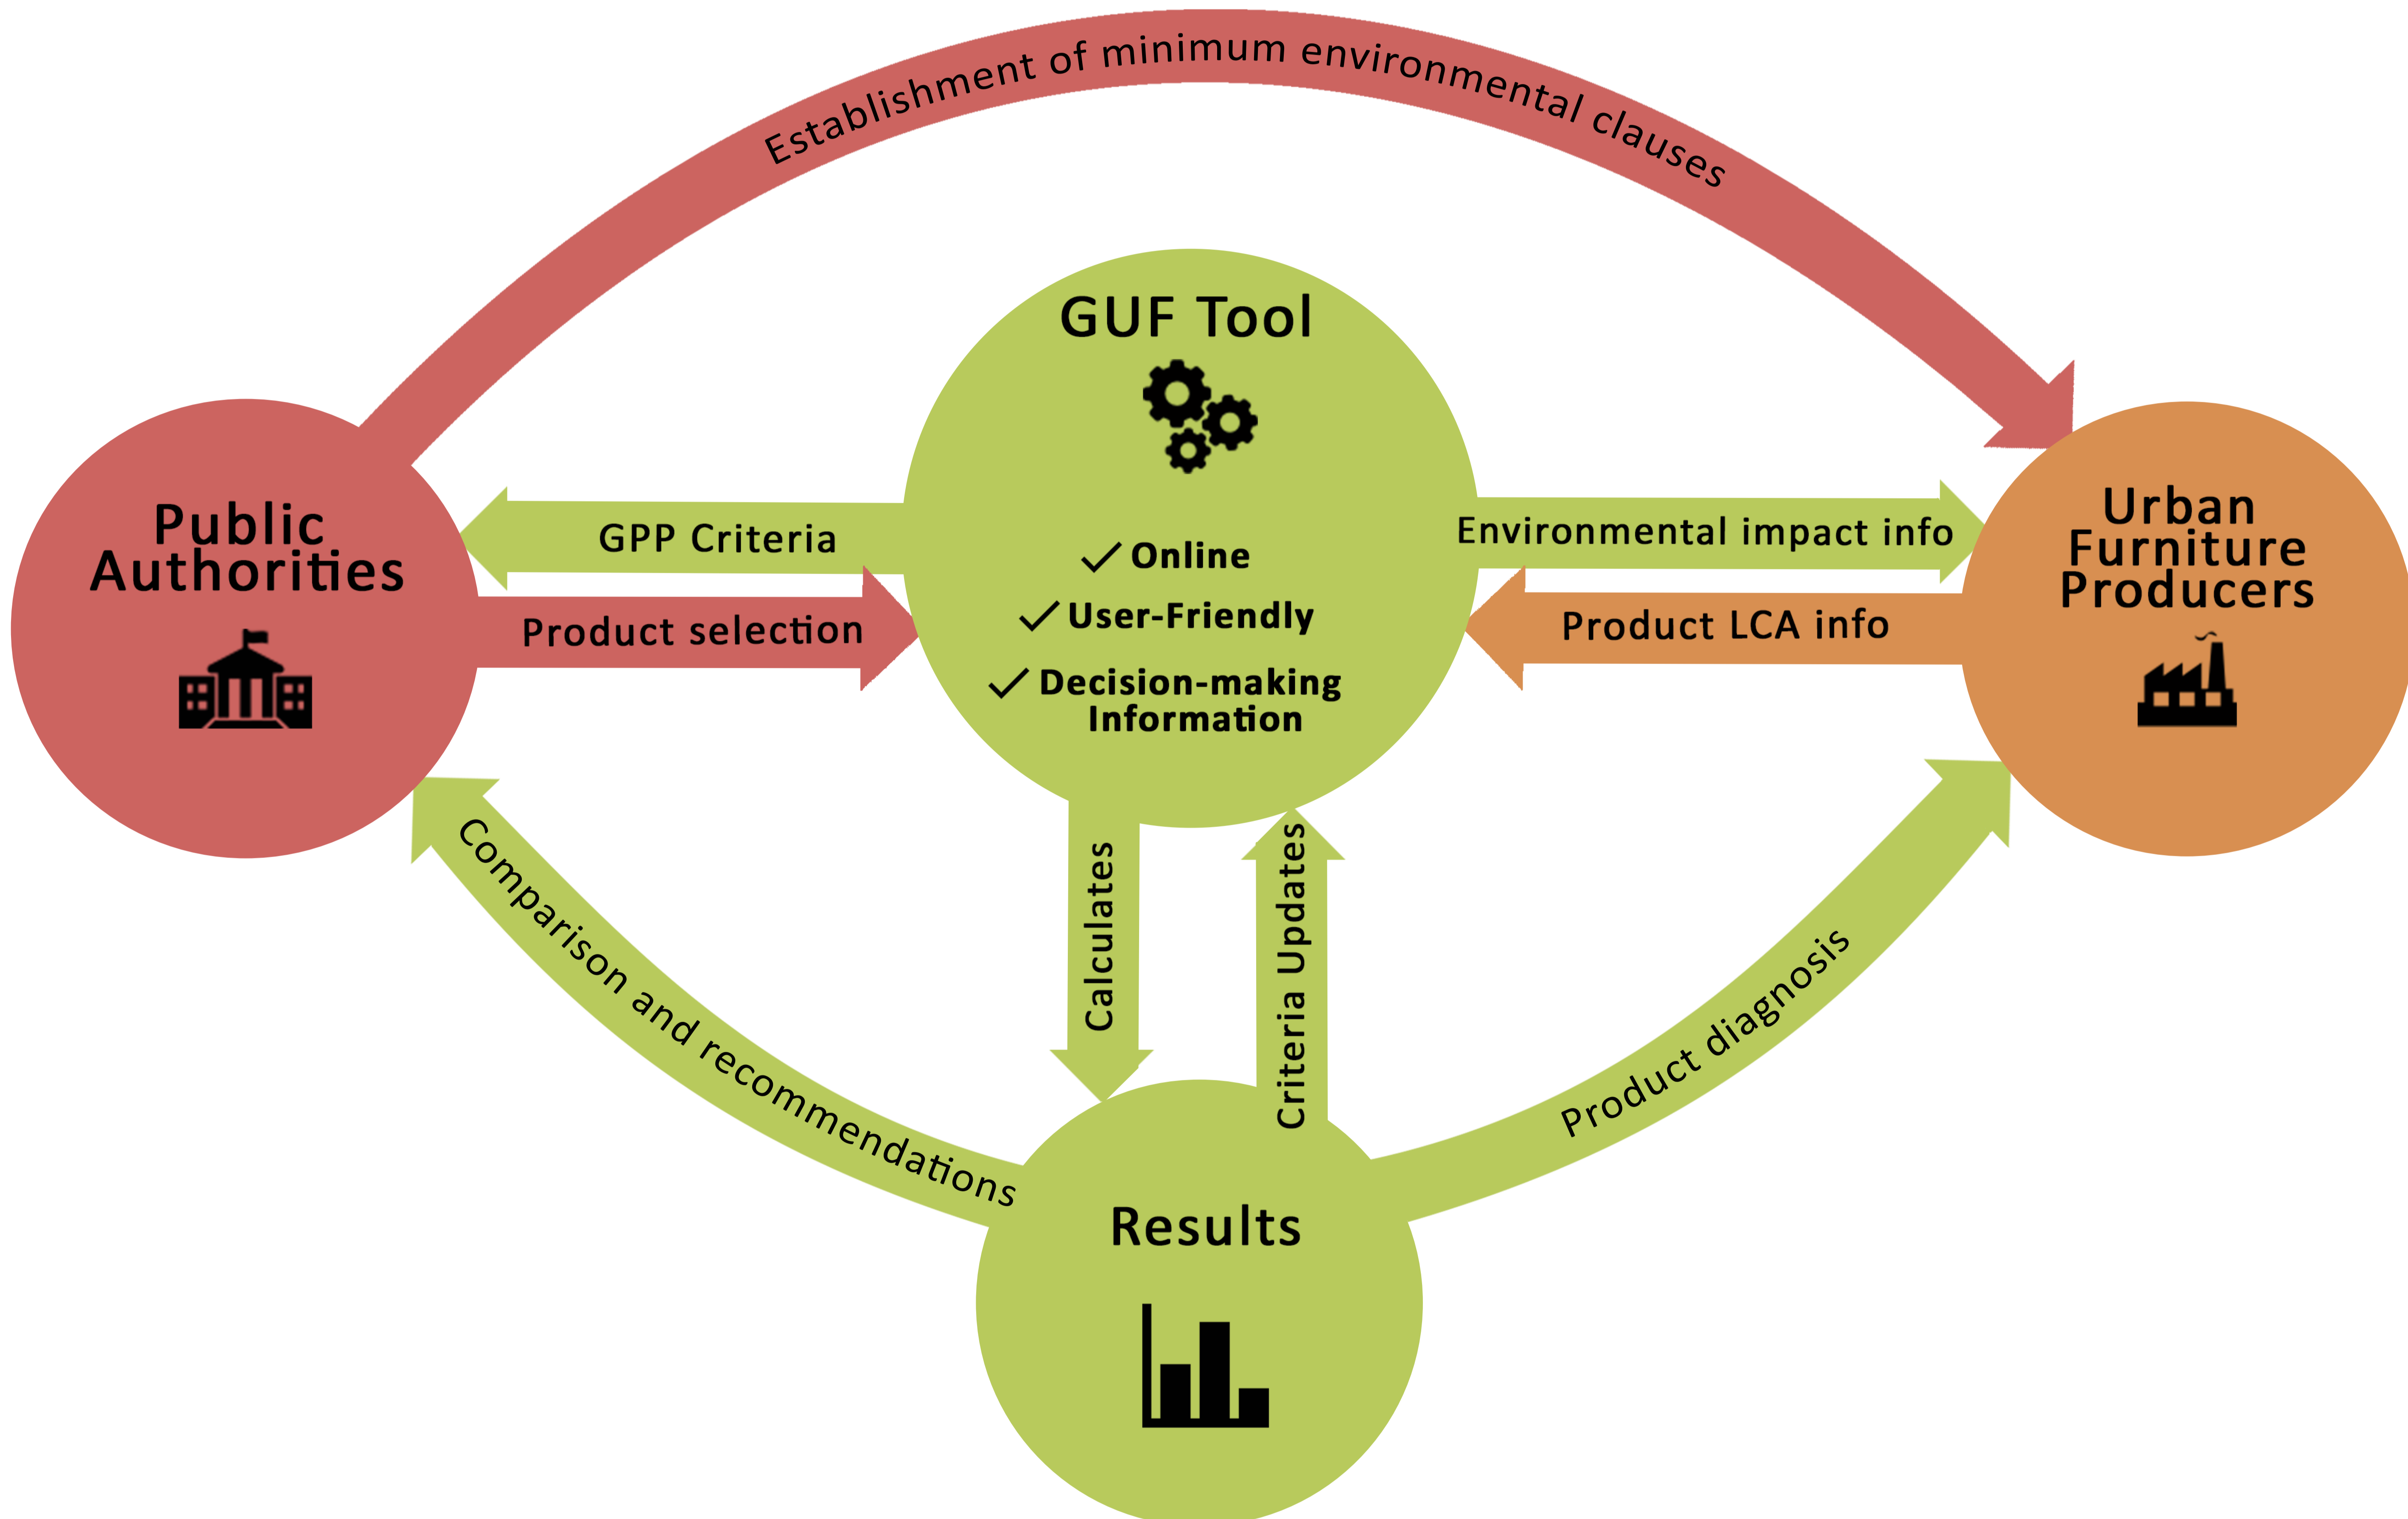 Establishment of minimum environmental clauses
GUF Tool
Public
Authorities
GPP Criteria
Product selection
Online
User-Friendly
Decision-making
Information
Environmental impact info
Product LCA info
Urban
Furniture
Producers
Calculates
Criteria Updates
Comparison and recommendations
Product diagnosis
Results